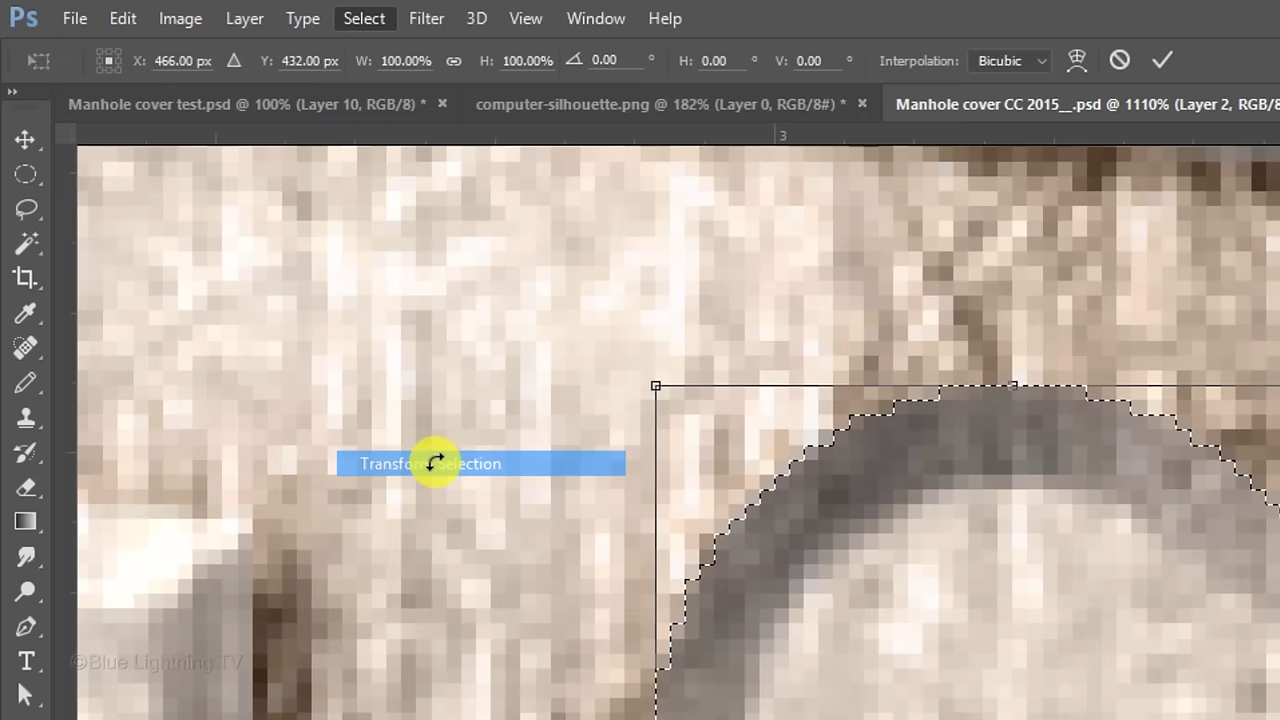 Ps File Edit Image Layer Type Select Filter 3D View Window Help
X: 466.00 px Y: 432.00 px W: 100.00% H: 100.00% 0.00 ° H: 0.00 ° V: 0.00 ° Interpolation: Bicubic
Manhole cover test.psd @ 100% (Layer 10, RGB/8) * × computer-silhouette.png @ 182% (Layer 0, RGB/8#) * × Manhole cover CC 2015__.psd @ 1110% (Layer 2, RGB/8
3
Transform Selection
©Blue Lightning TV
T